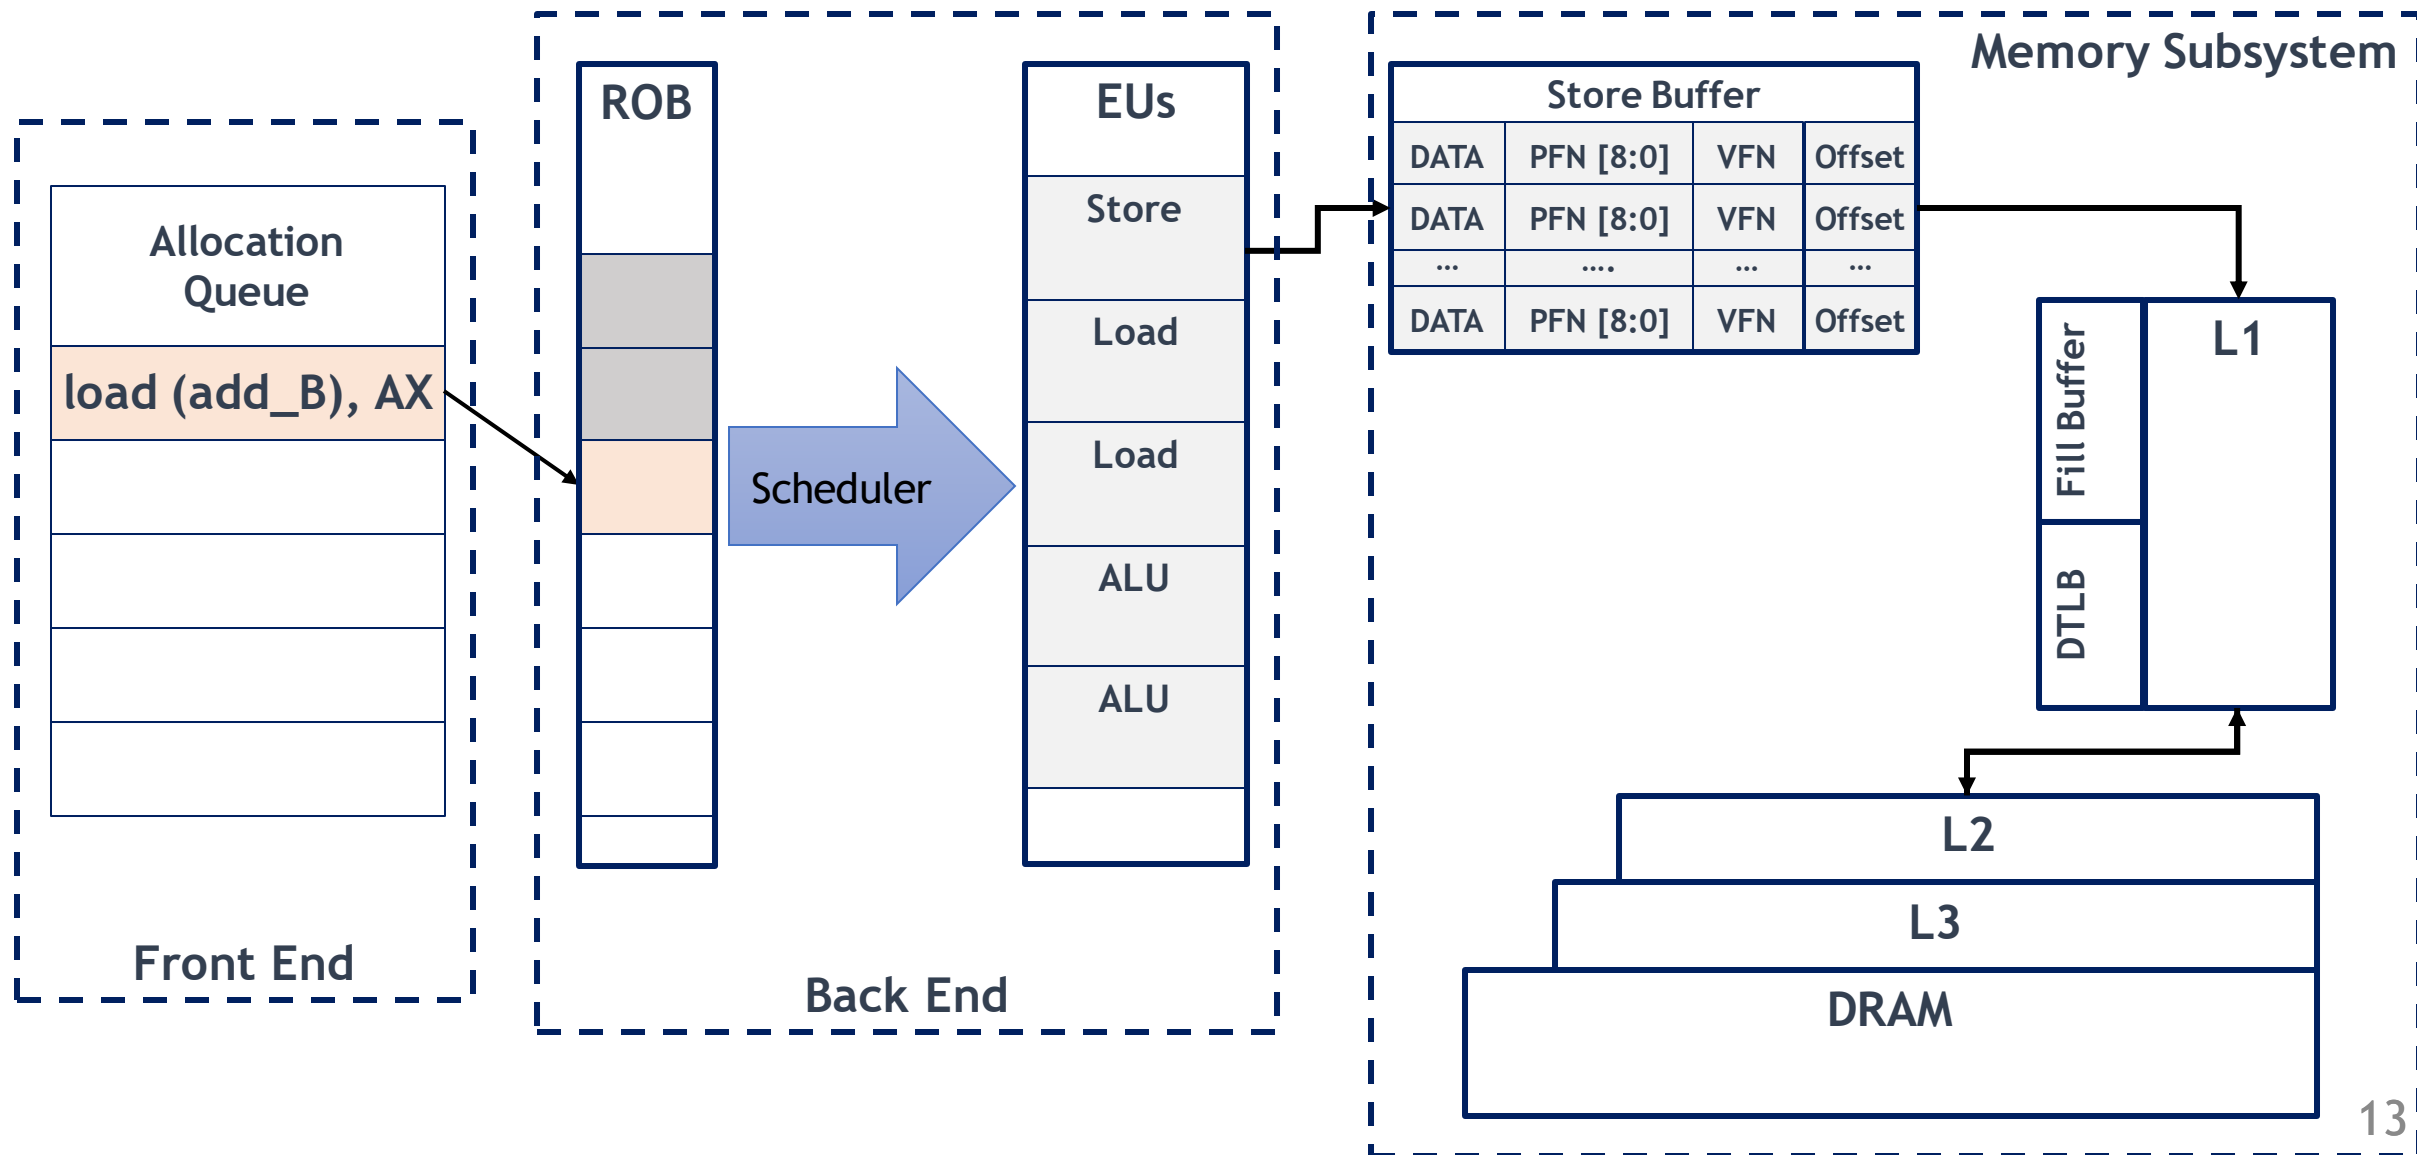 Allocation
Queue
load (add_B), AX
Front End
ROB
Scheduler
EUs
Store
Load
Load
ALU
ALU
Back End
Memory Subsystem
Store Buffer
DATA PFN [8:0] VFN Offset
DATA PFN [8:0] VFN Offset
... .... ... ...
DATA PFN [8:0] VFN Offset
Fill Buffer
DTLB
L1
L2
L3
DRAM
13